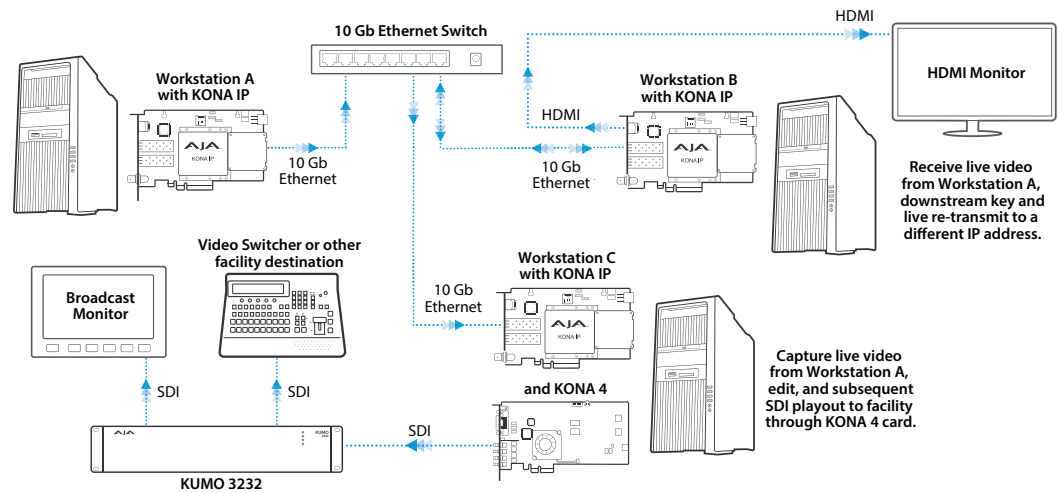 10 Gb Ethernet Switch
HDMI
Workstation A
with KONA IP
Workstation B
with KONA IP
HDMI Monitor
HDMI
AJA
KONA IP
10 Gb
Ethernet
AJA
KONA IP
10 Gb
Ethernet
Receive live video
from Workstation A,
downstream key and
live re-transmit to a
different IP address.
Video Switcher or other
facility destination
Workstation C
with KONA IP
Broadcast
Monitor
10 Gb
Ethernet
AJA
KONA IP
Capture live video
from Workstation A,
edit, and subsequent
SDI playout to facility
through KONA 4 card.
SDI
SDI
and KONA 4
AJA
KUMO
SDI
KUMO 3232